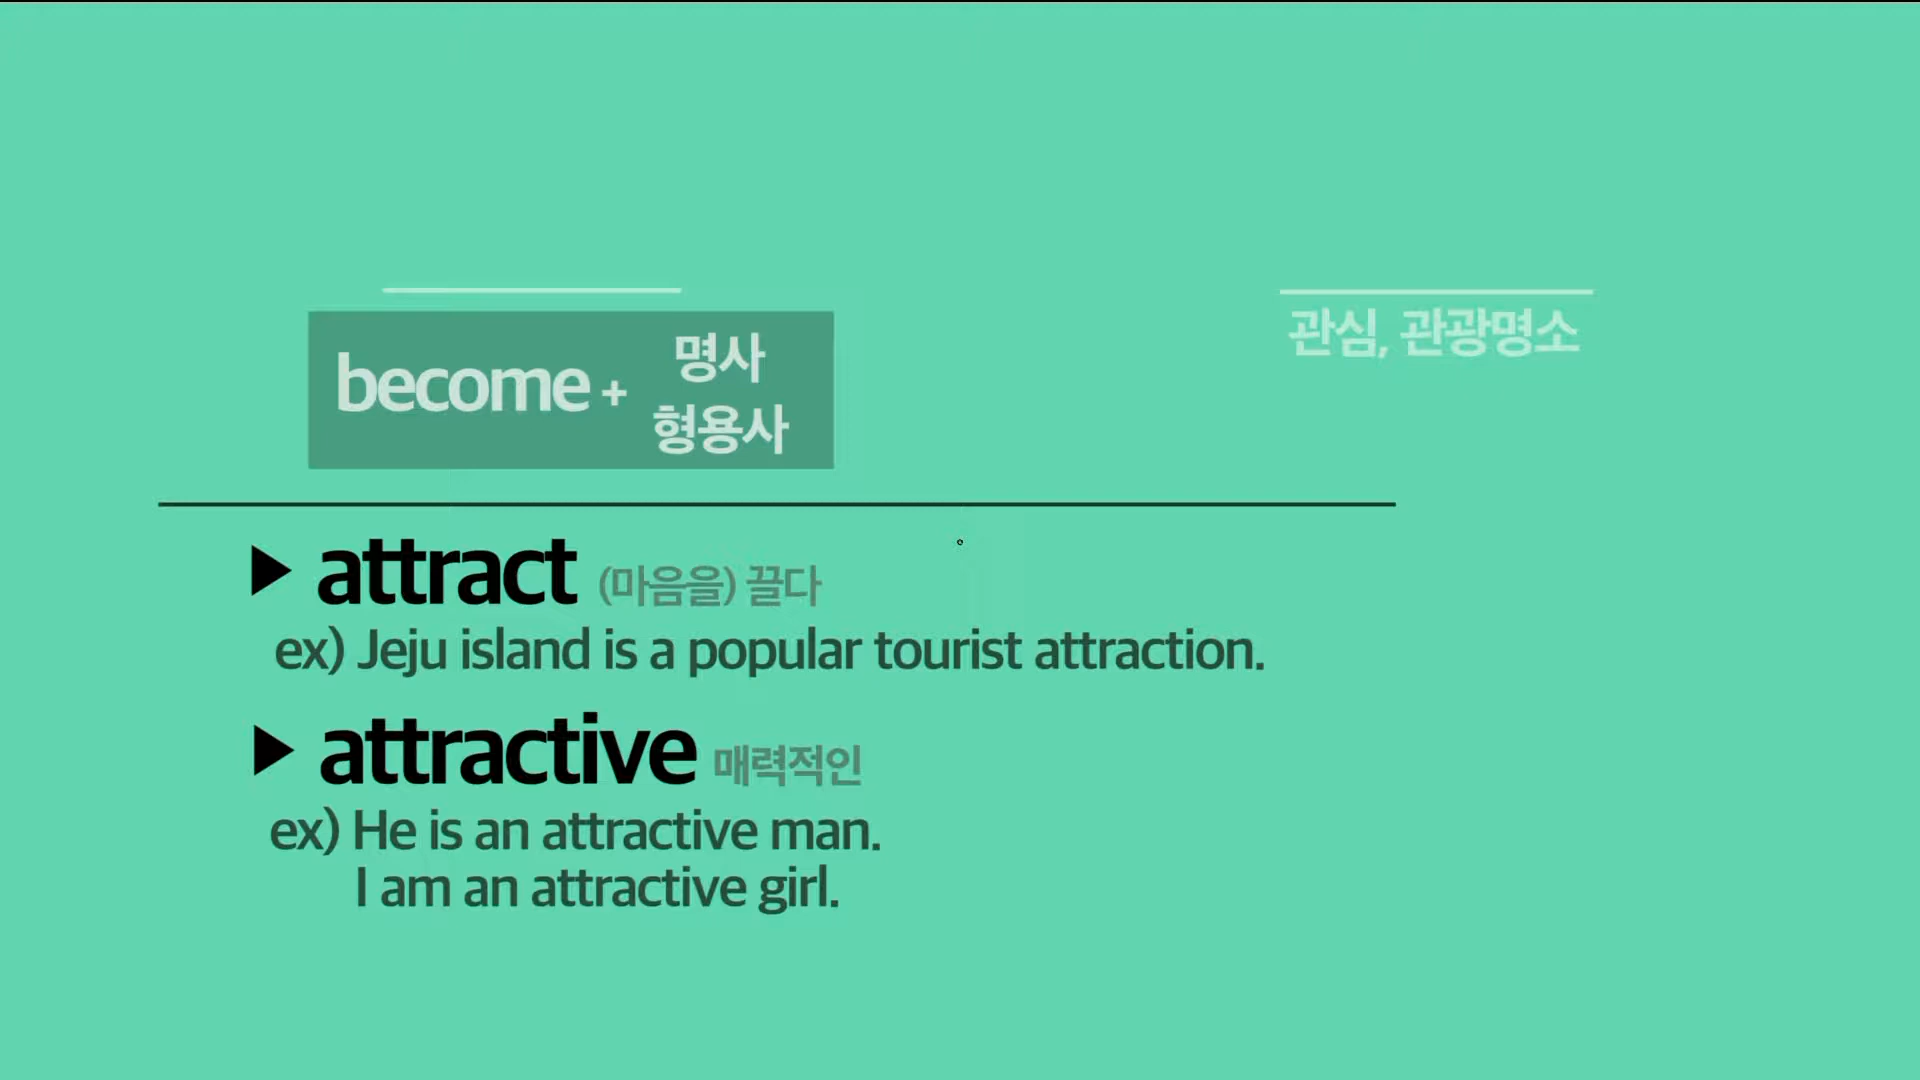 관심, 관광명소
become + 명사
형용사
▶ attract (마음을) 끌다
ex) Jeju island is a popular tourist attraction.
▶ attractive 매력적인
ex) He is an attractive man.
I am an attractive girl.